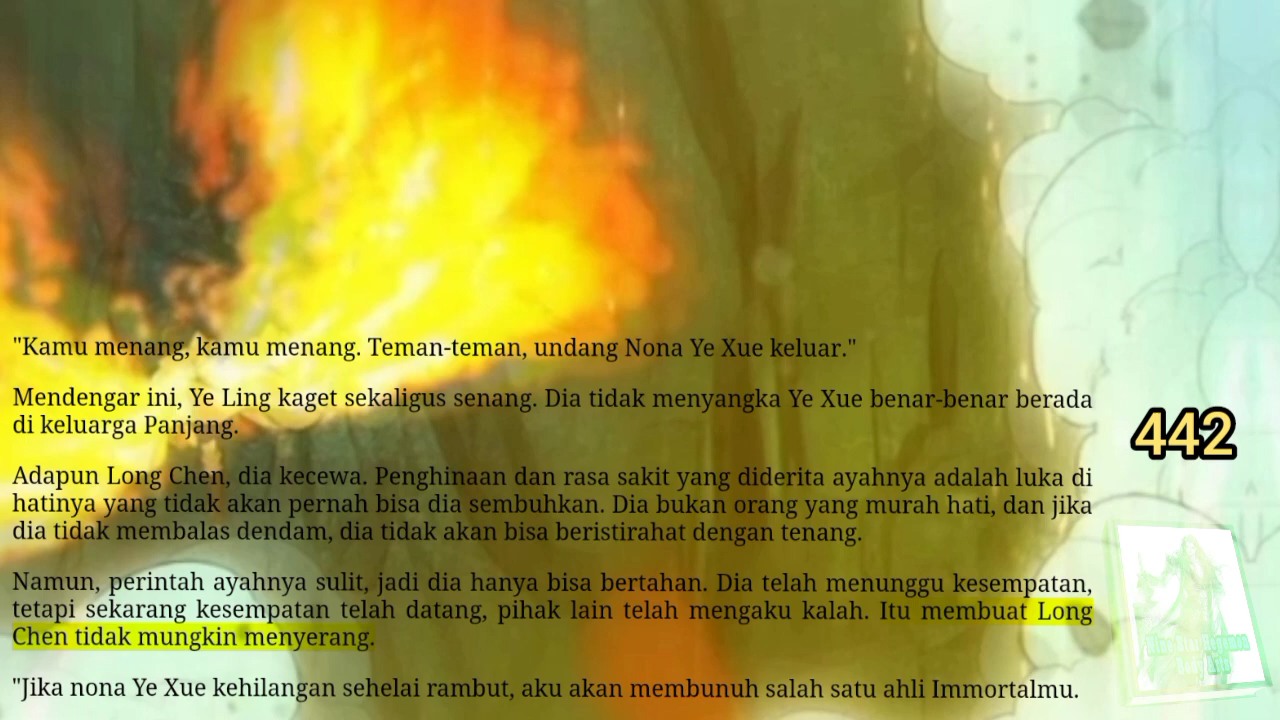 "Kamu menang, kamu menang. Teman-teman, undang Nona Ye Xue keluar."
Mendengar ini, Ye Ling kaget sekaligus senang. Dia tidak menyangka Ye Xue benar-benar berada
di keluarga Panjang.
Adapun Long Chen, dia kecewa. Penghinaan dan rasa sakit yang diderita ayahnya adalah luka di
hatinya yang tidak akan pernah bisa dia sembuhkan. Dia bukan orang yang murah hati, dan jika
dia tidak membalas dendam, dia tidak akan bisa beristirahat dengan tenang.
Namun, perintah ayahnya sulit, jadi dia hanya bisa bertahan. Dia telah menunggu kesempatan,
tetapi sekarang kesempatan telah datang, pihak lain telah mengaku kalah. Itu membuat Long
Chen tidak mungkin menyerang.
"Jika nona Ye Xue kehilangan sehelai rambut, aku akan membunuh salah satu ahli Immortalmu.
442
Nine Star Hegemon
Body Arts